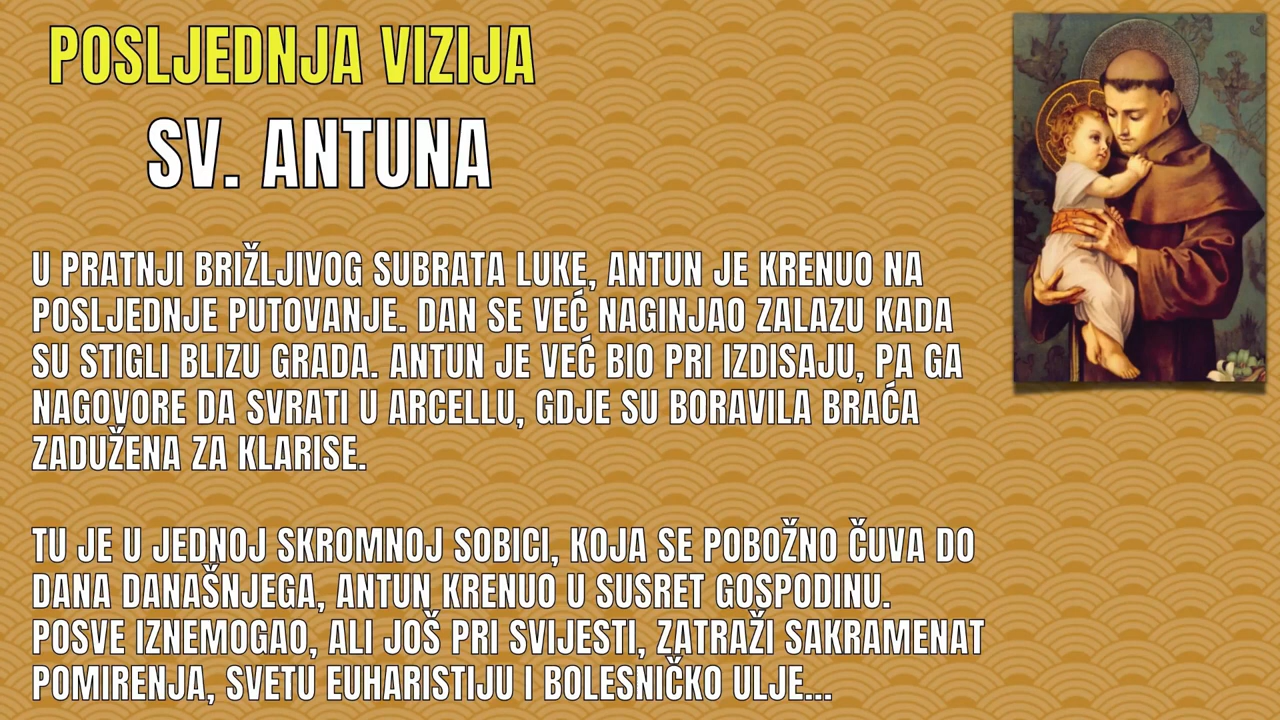 POSLJEDNJA VIZIJA
SV. ANTUNA
U PRATNJI BRIŽLJIVOG SUBRATA LUKE, ANTUN JE KRENUO NA
POSLJEDNJE PUTOVANJE. DAN SE VEĆ NAGINJAO ZALAZU KADA
SU STIGLI BLIZU GRADA. ANTUN JE VEĆ BIO PRI IZDISAJU, PA GA
NAGOVORE DA SVRATI U ARCELLU, GDJE SU BORAVILA BRAĆA
ZADUŽENA ZA KLARISE.
TU JE U JEDNOJ SKROMNOJ SOBICI, KOJA SE POBOŽNO ČUVA DO
DANA DANAŠNJEGA, ANTUN KRENUO U SUSRET GOSPODINU.
POSVE IZNEMOGAO, ALI JOŠ PRI SVIJESTI, ZATRAŽI SAKRAMENAT
POMIRENJA, SVETU EUHARISTIJU I BOLESNIČKO ULJE...